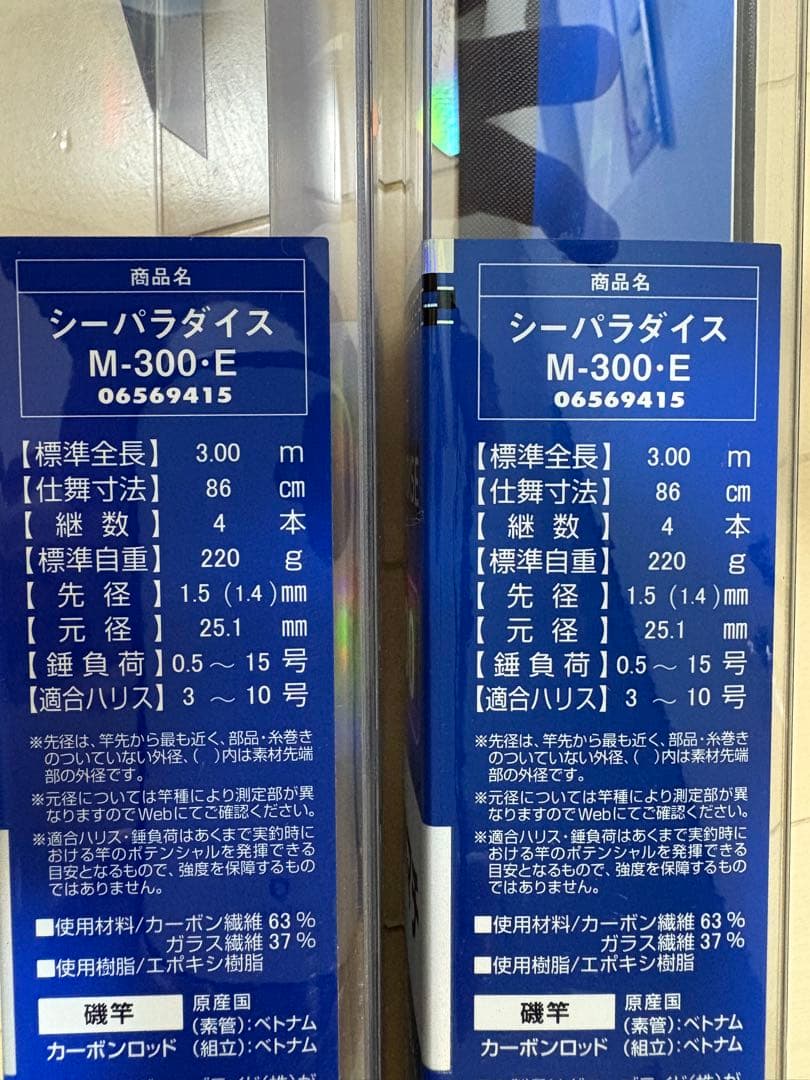 商品名
シーパラダイス
M-300・E
06569415
【標準全長】 3.00 m
【仕舞寸法】 86 cm
【継数】 4 本
【標準自重】 220 g
【先径】 1.5 (1.4) mm
【元径】 25.1 mm
【錘負荷】 0.5～15号
【適合ハリス】 3～10号
※先径は、竿先から最も近く、部品・糸巻き
のついていない外径、( )内は素材先端
部の外径です。
※元径については竿種により測定部が異
なりますのでWebにてご確認ください。
※適合ハリス・錘負荷はあくまで実釣時に
おける竿のポテンシャルを発揮できる
目安となるもので、強度を保障するもの
ではありません。
■使用材料/カーボン繊維 63%
ガラス繊維 37%
■使用樹脂/エポキシ樹脂
磯竿
カーボンロッド
原産国
(素管):ベトナム
(組立):ベトナム
商品名
シーパラダイス
M-300・E
06569415
【標準全長】 3.00 m
【仕舞寸法】 86 cm
【継数】 4 本
【標準自重】 220 g
【先径】 1.5 (1.4) mm
【元径】 25.1 mm
【錘負荷】 0.5～15号
【適合ハリス】 3～10号
※先径は、竿先から最も近く、部品・糸巻き
のついていない外径、( )内は素材先端
部の外径です。
※元径については竿種により測定部が異
なりますのでWebにてご確認ください。
※適合ハリス・錘負荷はあくまで実釣時に
おける竿のポテンシャルを発揮できる
目安となるもので、強度を保障するもの
ではありません。
■使用材料/カーボン繊維 63%
ガラス繊維 37%
■使用樹脂/エポキシ樹脂
磯竿
カーボンロッド
原産国
(素管):ベトナム
(組立):ベトナム